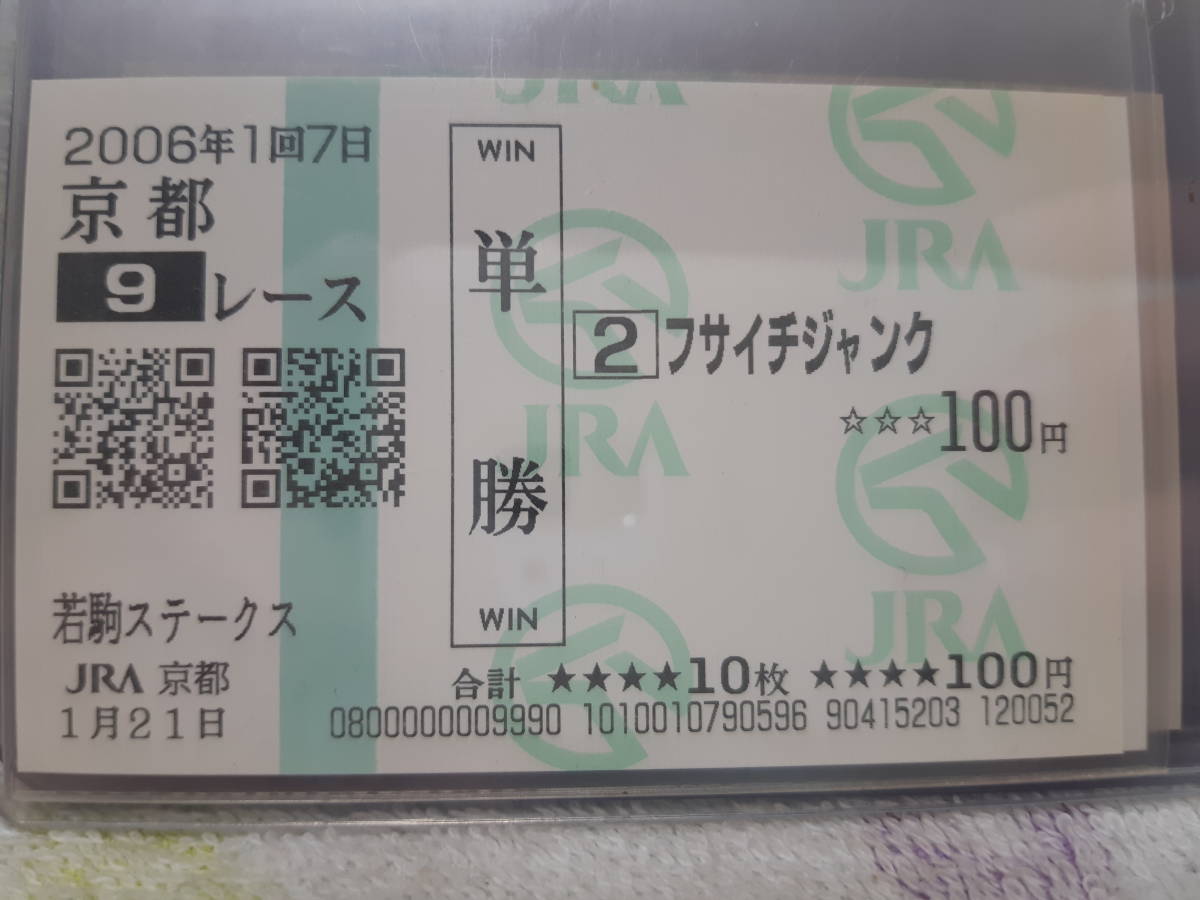 2006年1回7日
京都
9レース
WIN
単勝
WIN
2 フサイチジャンク
☆☆☆100円
若駒ステークス
JRA 京都
1月21日
合計 ★★★★10枚 ★★★★100円
0800000009990 1010010790596 90415203 120052
JRA
JRA
JRA
JRA